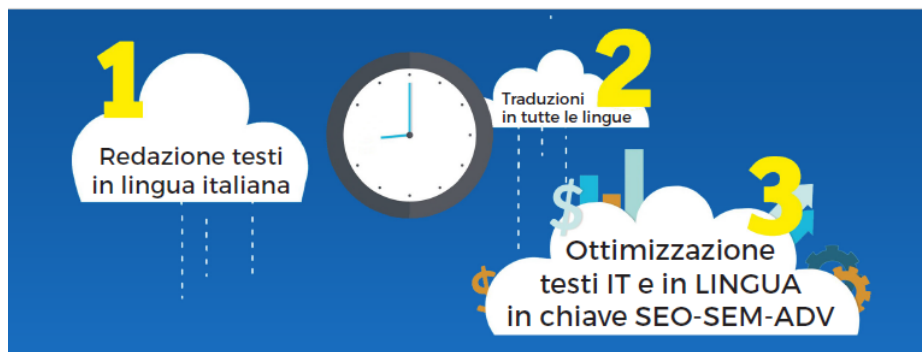 1
Redazione testi
in lingua italiana
2
Traduzioni
in tutte le lingue
3
$
Ottimizzazione
testi IT e in LINGUA
in chiave SEO-SEM-ADV
$